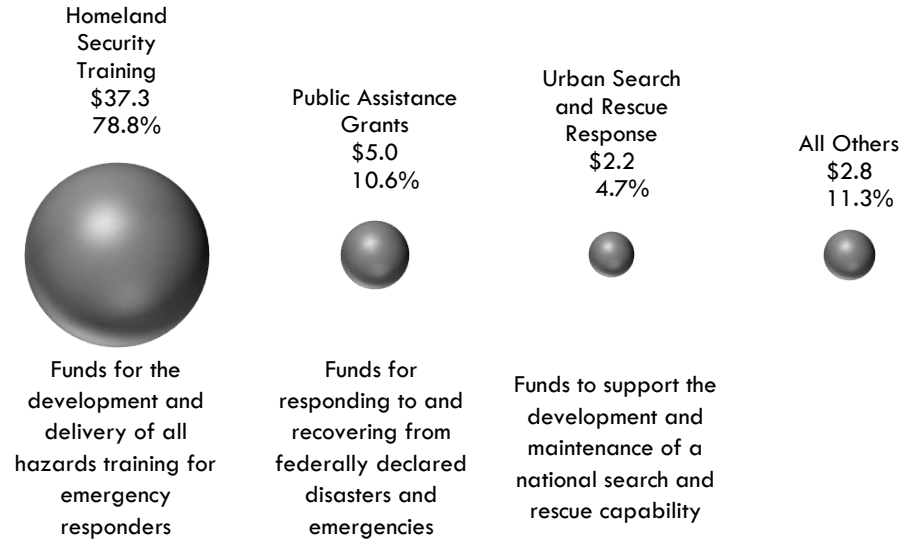 Homeland
Security
Training
$37.3
78.8%
Public Assistance
Grants
$5.0
10.6%
Urban Search
and Rescue
Response
$2.2
4.7%
All Others
$2.8
11.3%
Funds for the
development and
delivery of all
hazards training for
emergency
responders
Funds for
responding to and
recovering from
federally declared
disasters and
emergencies
Funds to support the
development and
maintenance of a
national search and
rescue capability